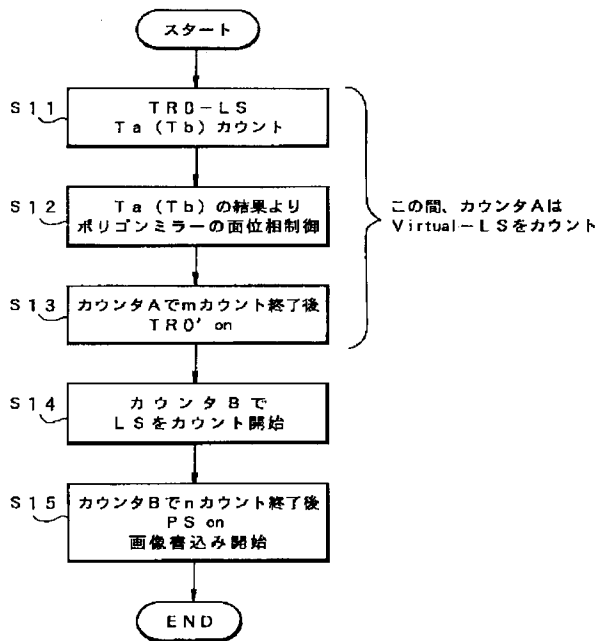 スタート
S11
TR0-LS
Ta(Tb)カウント
S12
Ta(Tb)の結果より
ポリゴンミラーの面位相制御
この間、カウンタAは
Virtual-LSをカウント
S13
カウンタAでmカウント終了後
TR0' on
S14
カウンタBで
LSをカウント開始
S15
カウンタBでnカウント終了後
PS on
画像書込み開始
END